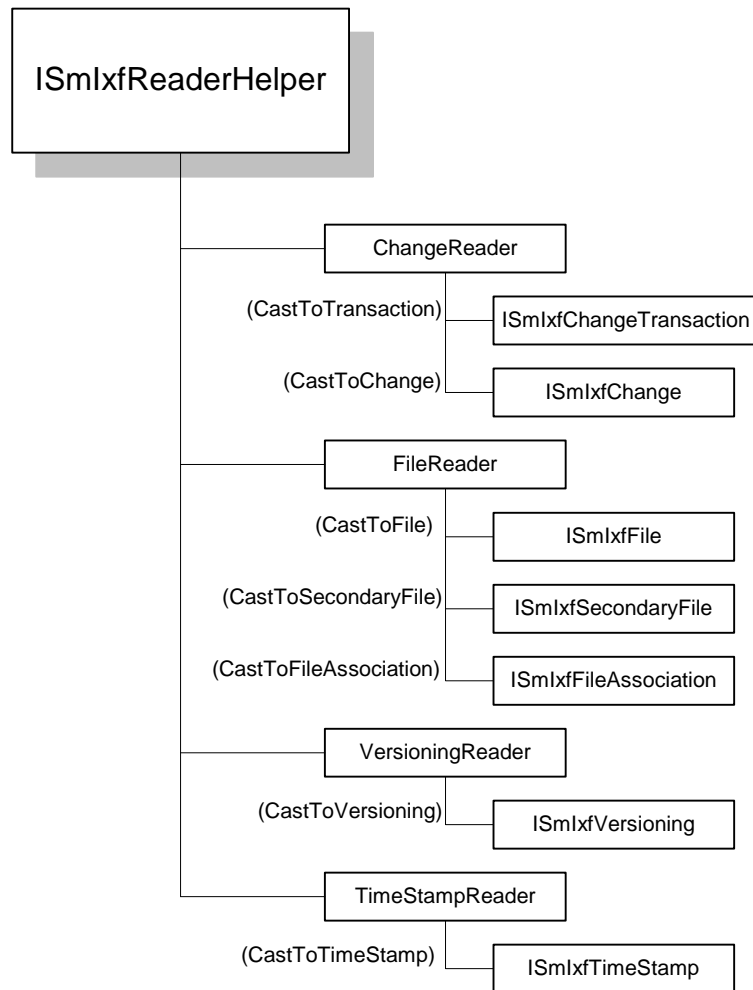 ISmIxfReaderHelper
ChangeReader
(CastToTransaction)
ISmIxfChangeTransaction
(CastToChange)
ISmIxfChange
FileReader
(CastToFile)
ISmIxfFile
(CastToSecondaryFile)
ISmIxfSecondaryFile
(CastToFileAssociation)
ISmIxfFileAssociation
VersioningReader
(CastToVersioning)
ISmIxfVersioning
TimeStampReader
(CastToTimeStamp)
ISmIxfTimeStamp